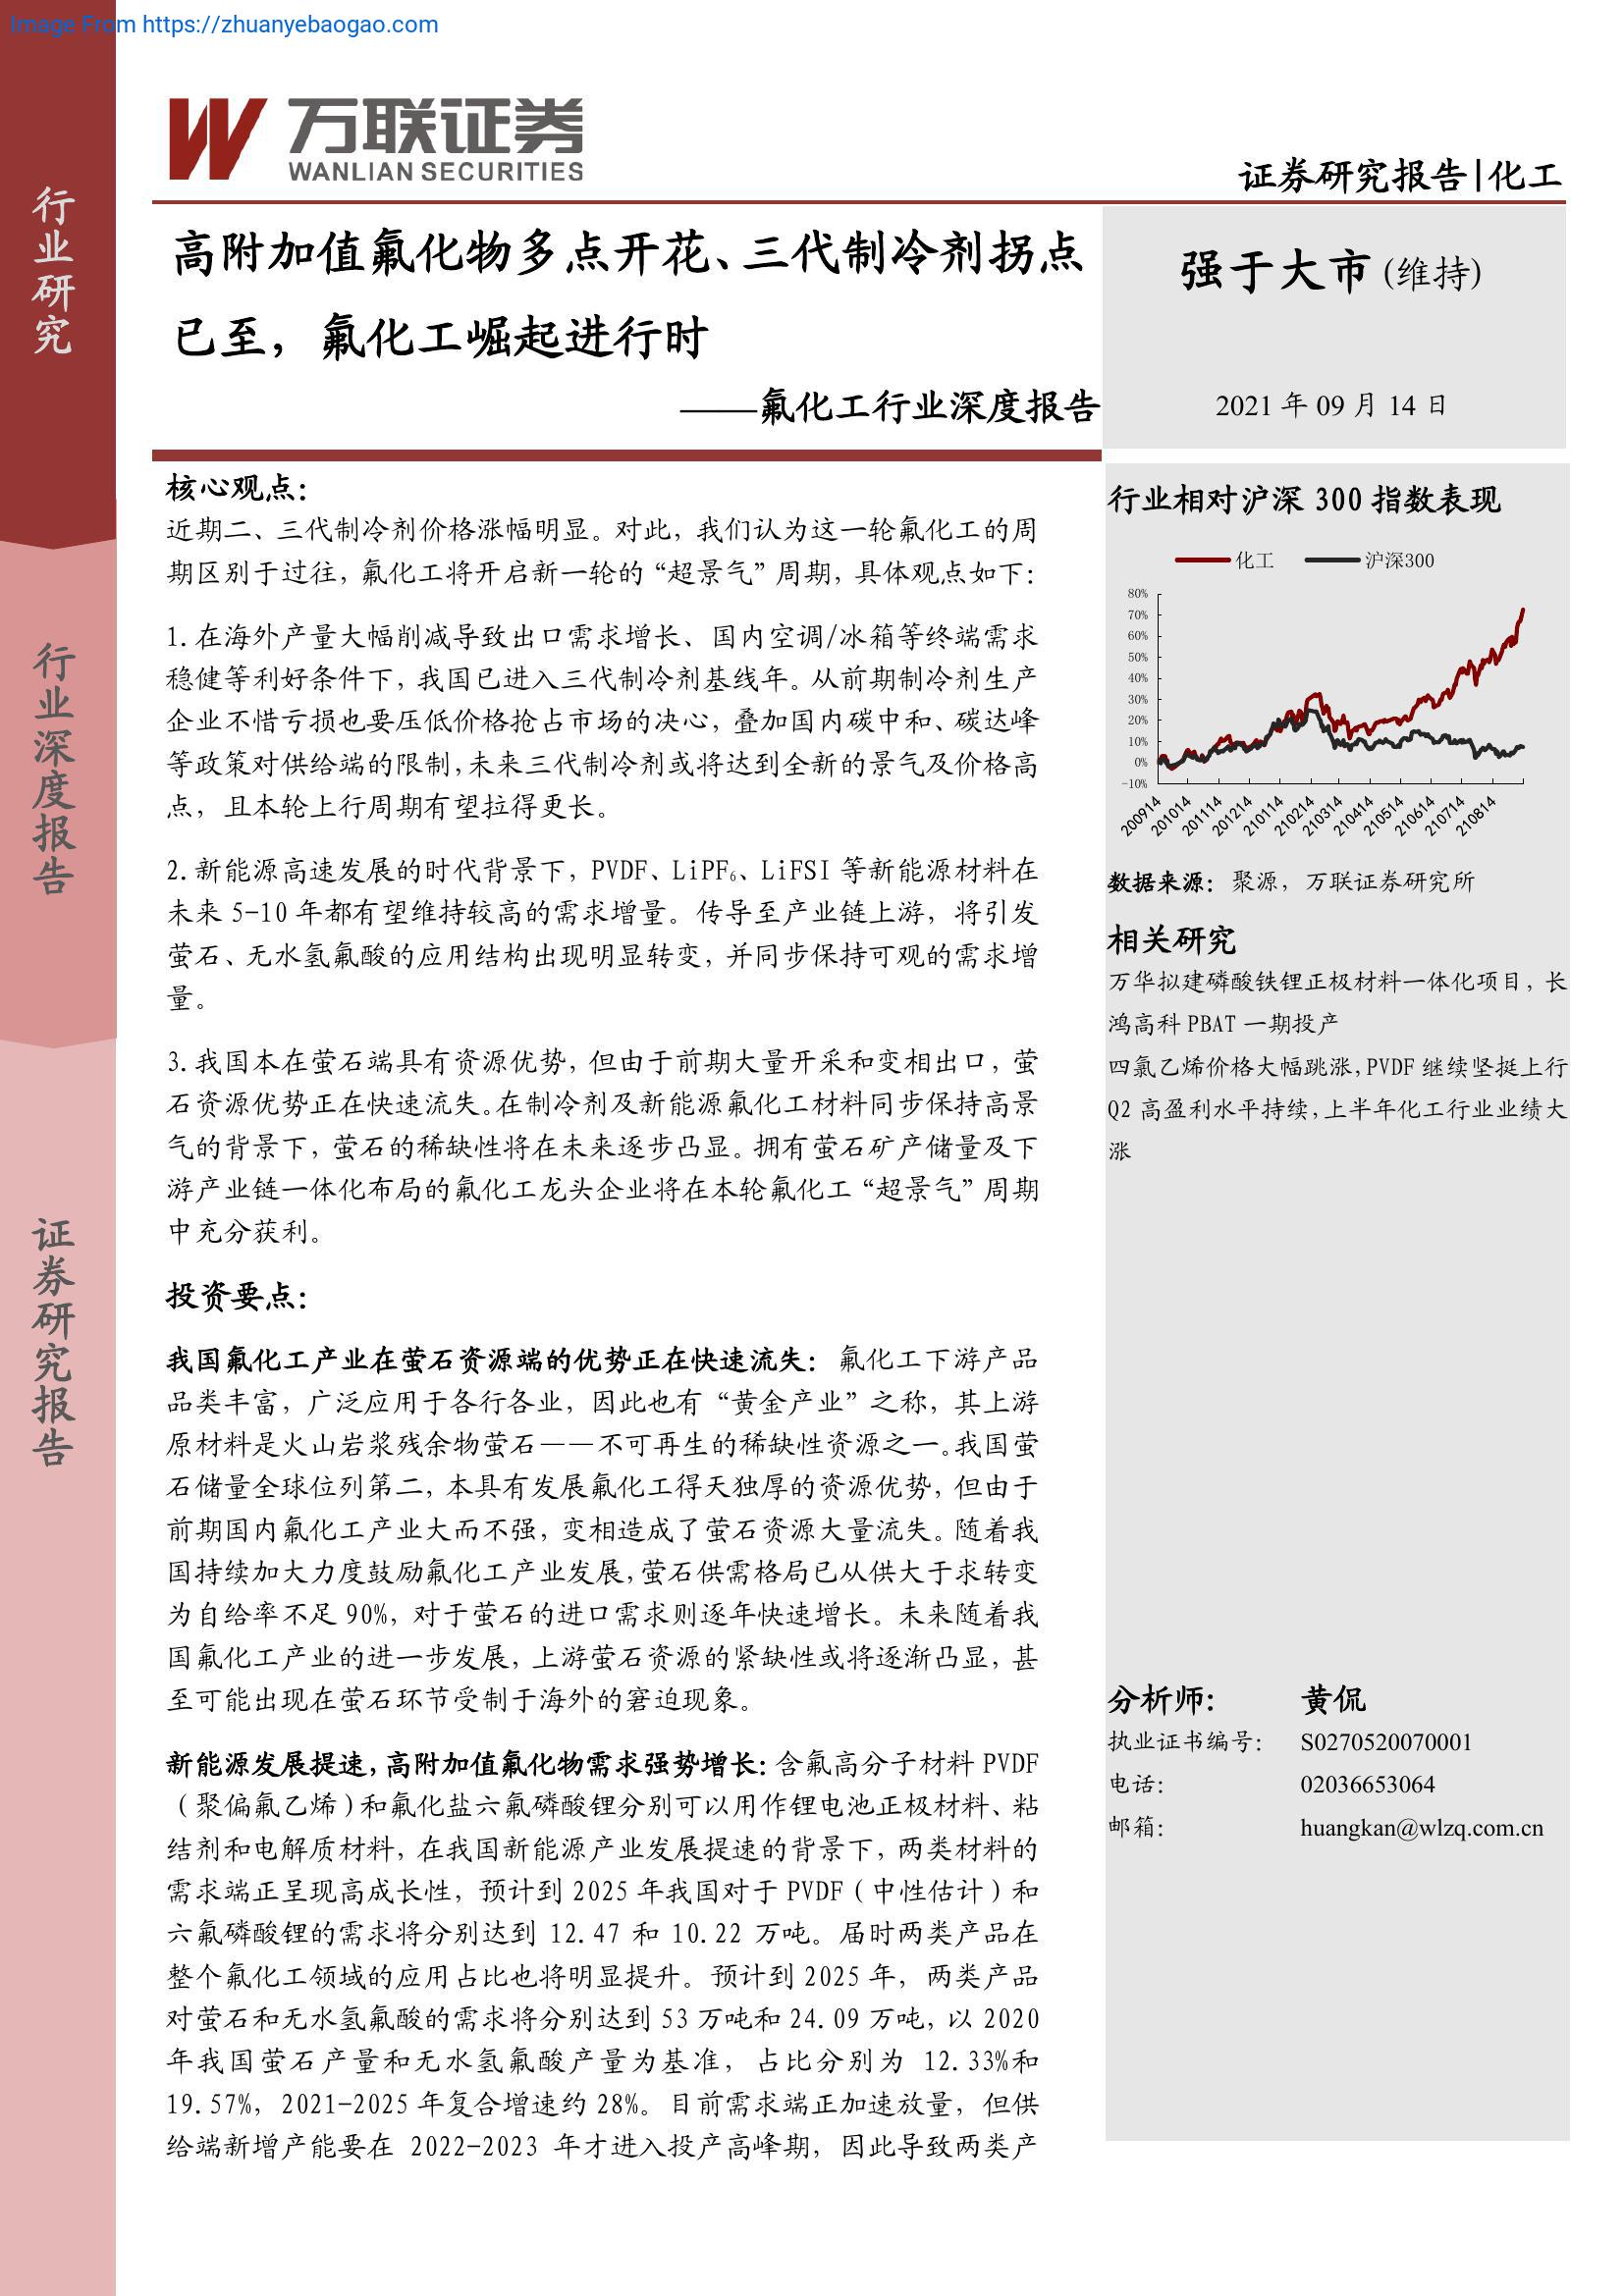 Image From https://zhuanyebaogao.com
万联证券
WANLIAN SECURITIES
证券研究报告|化工
行业研究
行业深度报告
证券研究报告
高附加值氟化物多点开花、三代制冷剂拐点
已至，氟化工崛起进行时
——氟化工行业深度报告
强于大市(维持)
2021 年 09 月 14 日
核心观点：
近期二、三代制冷剂价格涨幅明显。对此，我们认为这一轮氟化工的周
期区别于过往，氟化工将开启新一轮的“超景气”周期，具体观点如下：
1.在海外产量大幅削减导致出口需求增长、国内空调/冰箱等终端需求
稳健等利好条件下，我国已进入三代制冷剂基线年。从前期制冷剂生产
企业不惜亏损也要压低价格抢占市场的决心，叠加国内碳中和、碳达峰
等政策对供给端的限制，未来三代制冷剂或将达到全新的景气及价格高
点，且本轮上行周期有望拉得更长。
2.新能源高速发展的时代背景下，PVDF、LiPF₆、LiFSI 等新能源材料在
未来 5-10 年都有望维持较高的需求增量。传导至产业链上游，将引发
萤石、无水氢氟酸的应用结构出现明显转变，并同步保持可观的需求增
量。
3.我国本在萤石端具有资源优势，但由于前期大量开采和变相出口，萤
石资源优势正在快速流失。在制冷剂及新能源氟化工材料同步保持高景
气的背景下，萤石的稀缺性将在未来逐步凸显。拥有萤石矿产储量及下
游产业链一体化布局的氟化工龙头企业将在本轮氟化工“超景气”周期
中充分获利。
投资要点：
我国氟化工产业在萤石资源端的优势正在快速流失：氟化工下游产品
品类丰富，广泛应用于各行各业，因此也有“黄金产业”之称，其上游
原材料是火山岩浆残余物萤石——不可再生的稀缺性资源之一。我国萤
石储量全球位列第二，本具有发展氟化工得天独厚的资源优势，但由于
前期国内氟化工产业大而不强，变相造成了萤石资源大量流失。随着我
国持续加大力度鼓励氟化工产业发展，萤石供需格局已从供大于求转变
为自给率不足 90%，对于萤石的进口需求则逐年快速增长。未来随着我
国氟化工产业的进一步发展，上游萤石资源的紧缺性或将逐渐凸显，甚
至可能出现在萤石环节受制于海外的窘迫现象。
新能源发展提速，高附加值氟化物需求强势增长：含氟高分子材料 PVDF
（聚偏氟乙烯）和氟化盐六氟磷酸锂分别可以用作锂电池正极材料、粘
结剂和电解质材料，在我国新能源产业发展提速的背景下，两类材料的
需求端正呈现高成长性，预计到 2025 年我国对于 PVDF（中性估计）和
六氟磷酸锂的需求将分别达到 12.47 和 10.22 万吨。届时两类产品在
整个氟化工领域的应用占比也将明显提升。预计到 2025 年，两类产品
对萤石和无水氢氟酸的需求将分别达到 53 万吨和 24.09 万吨，以 2020
年我国萤石产量和无水氢氟酸产量为基准，占比分别为 12.33%和
19.57%，2021-2025 年复合增速约 28%。目前需求端正加速放量，但供
给端新增产能要在 2022-2023 年才进入投产高峰期，因此导致两类产
行业相对沪深 300 指数表现
化工 沪深300
80%
70%
60%
50%
40%
30%
20%
10%
0%
-10%
200914 201014 201114 201214 210114 210214 210314 210414 210514 210614 210714 210814
数据来源：聚源，万联证券研究所
相关研究
万华拟建磷酸铁锂正极材料一体化项目，长
鸿高科 PBAT 一期投产
四氯乙烯价格大幅跳涨，PVDF 继续坚挺上行
Q2 高盈利水平持续，上半年化工行业业绩大
涨
分析师： 黄侃
执业证书编号： S0270520070001
电话： 02036653064
邮箱： huangkan@wlzq.com.cn